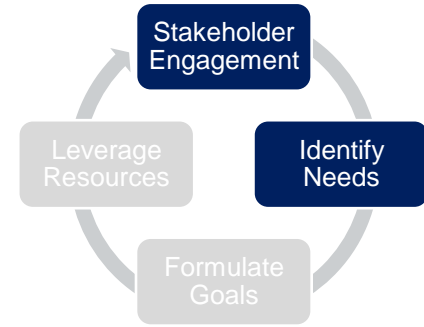 Stakeholder
Engagement
Identify
Needs
Formulate
Goals
Leverage
Resources